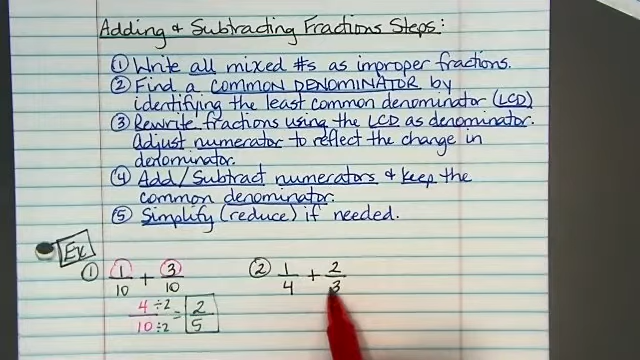 Adding & Subtracting Fractions Steps:
① Write all mixed #s as improper fractions.
② Find a common DENOMINATOR by
identifying the least common denominator (LCD)
③ Rewrite fractions using the LCD as denominator.
Adjust numerator to reflect the change in
denominator.
④ Add/Subtract numerators & keep the
common denominator.
⑤ Simplify (reduce) if needed.
Ex
① 1/10 + 3/10
4÷2/10÷2 = 2/5
② 1/4 + 2/3